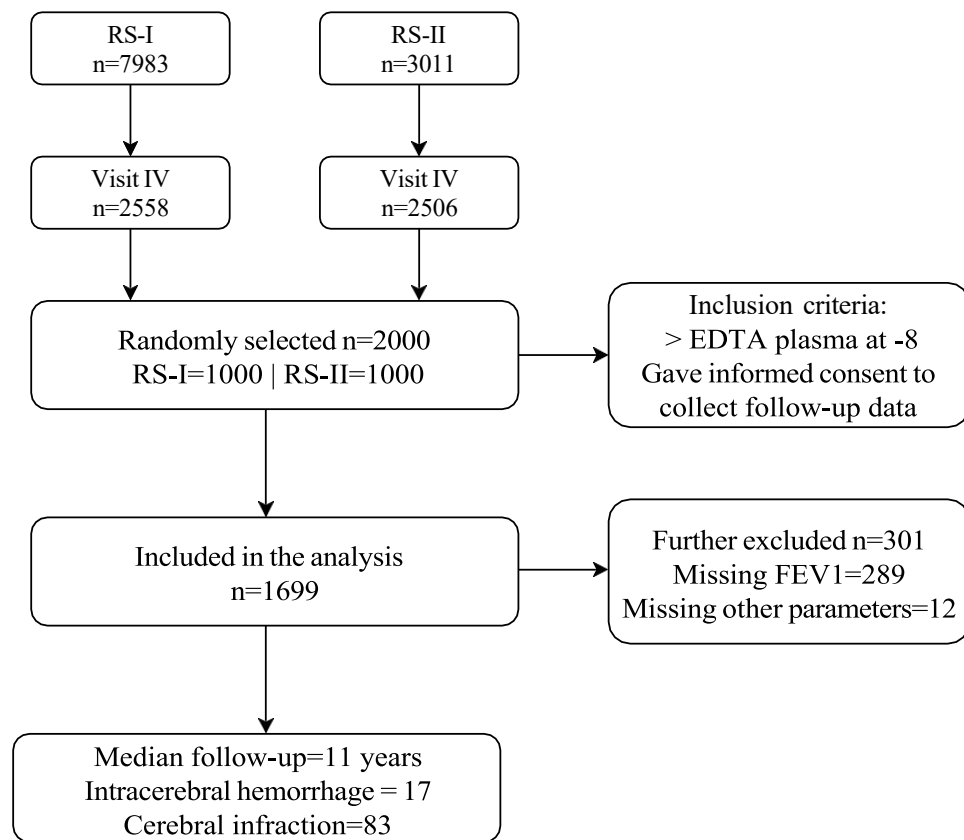 RS-I
n=7983
RS-II
n=3011
Visit IV
n=2558
Visit IV
n=2506
Randomly selected n=2000
RS-I=1000 | RS-II=1000
Inclusion criteria:
> EDTA plasma at -8
Gave informed consent to
collect follow-up data
Included in the analysis
n=1699
Further excluded n=301
Missing FEV1=289
Missing other parameters=12
Median follow-up=11 years
Intracerebral hemorrhage = 17
Cerebral infraction=83